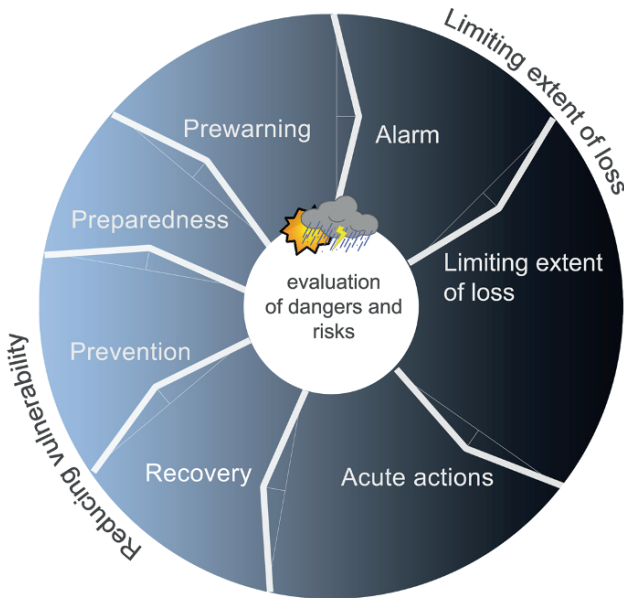 Limiting extent of loss
Prewarning
Alarm
Preparedness
Limiting extent
of loss
evaluation
of dangers and
risks
Prevention
Reducing vulnerability
Recovery
Acute actions